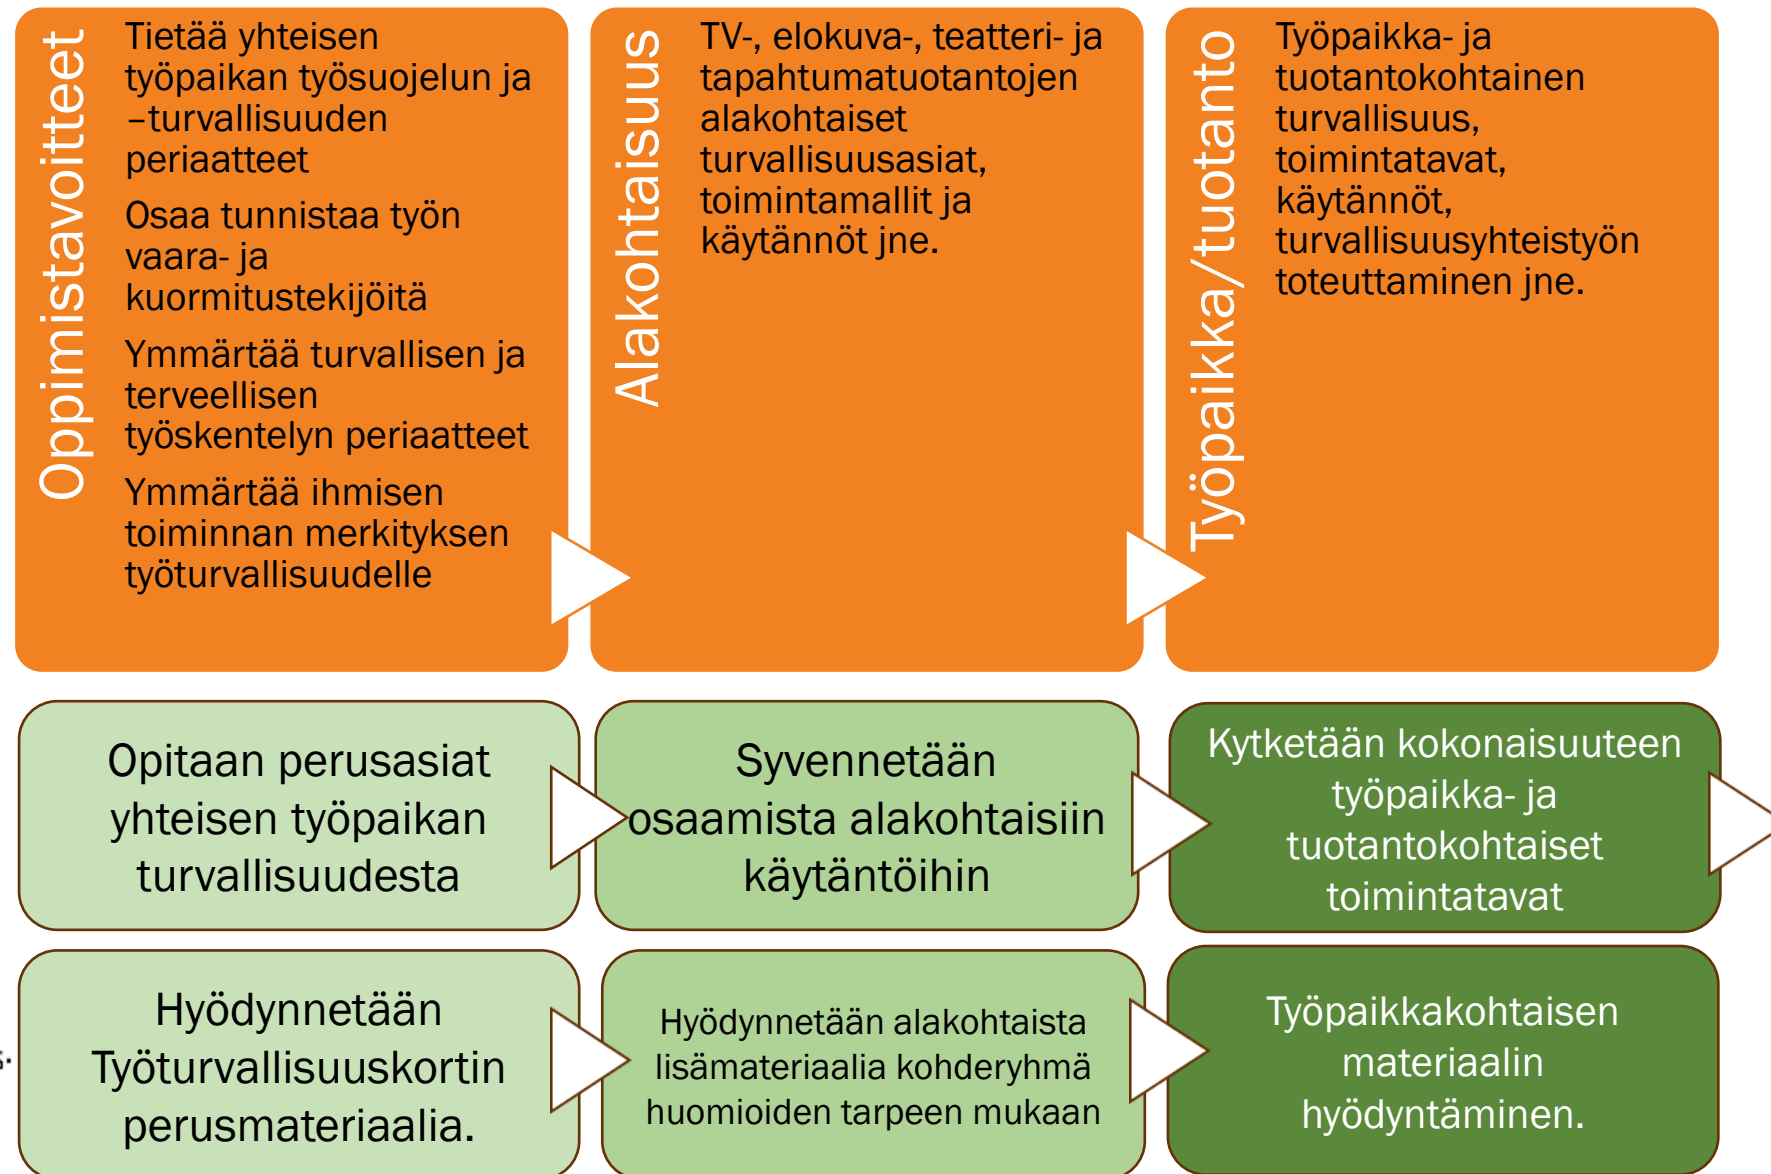 Oppimistavoitteet
Tietää yhteisen
työpaikan työsuojelun ja
–turvallisuuden
periaatteet
Osaa tunnistaa työn
vaara- ja
kuormitustekijöitä
Ymmärtää turvallisen ja
terveellisen
työskentelyn periaatteet
Ymmärtää ihmisen
toiminnan merkityksen
työturvallisuudelle
Alakohtaisuus
TV-, elokuva-, teatteri- ja
tapahtumatuotantojen
alakohtaiset
turvallisuusasiat,
toimintamallit ja
käytännöt jne.
Työpaikka/tuotanto
Työpaikka- ja
tuotantokohtainen
turvallisuus,
toimintatavat,
käytännöt,
turvallisuusyhteistyön
toteuttaminen jne.
Opitaan perusasiat
yhteisen työpaikan
turvallisuudesta
Syvennetään
osaamista alakohtaisiin
käytäntöihin
Kytketään kokonaisuuteen
työpaikka- ja
tuotantokohtaiset
toimintatavat
Hyödynnetään
Työturvallisuuskortin
perusmateriaalia.
Hyödynnetään alakohtaista
lisämateriaalia kohderyhmä
huomioiden tarpeen mukaan
Työpaikkakohtaisen
materiaalin
hyödyntäminen.